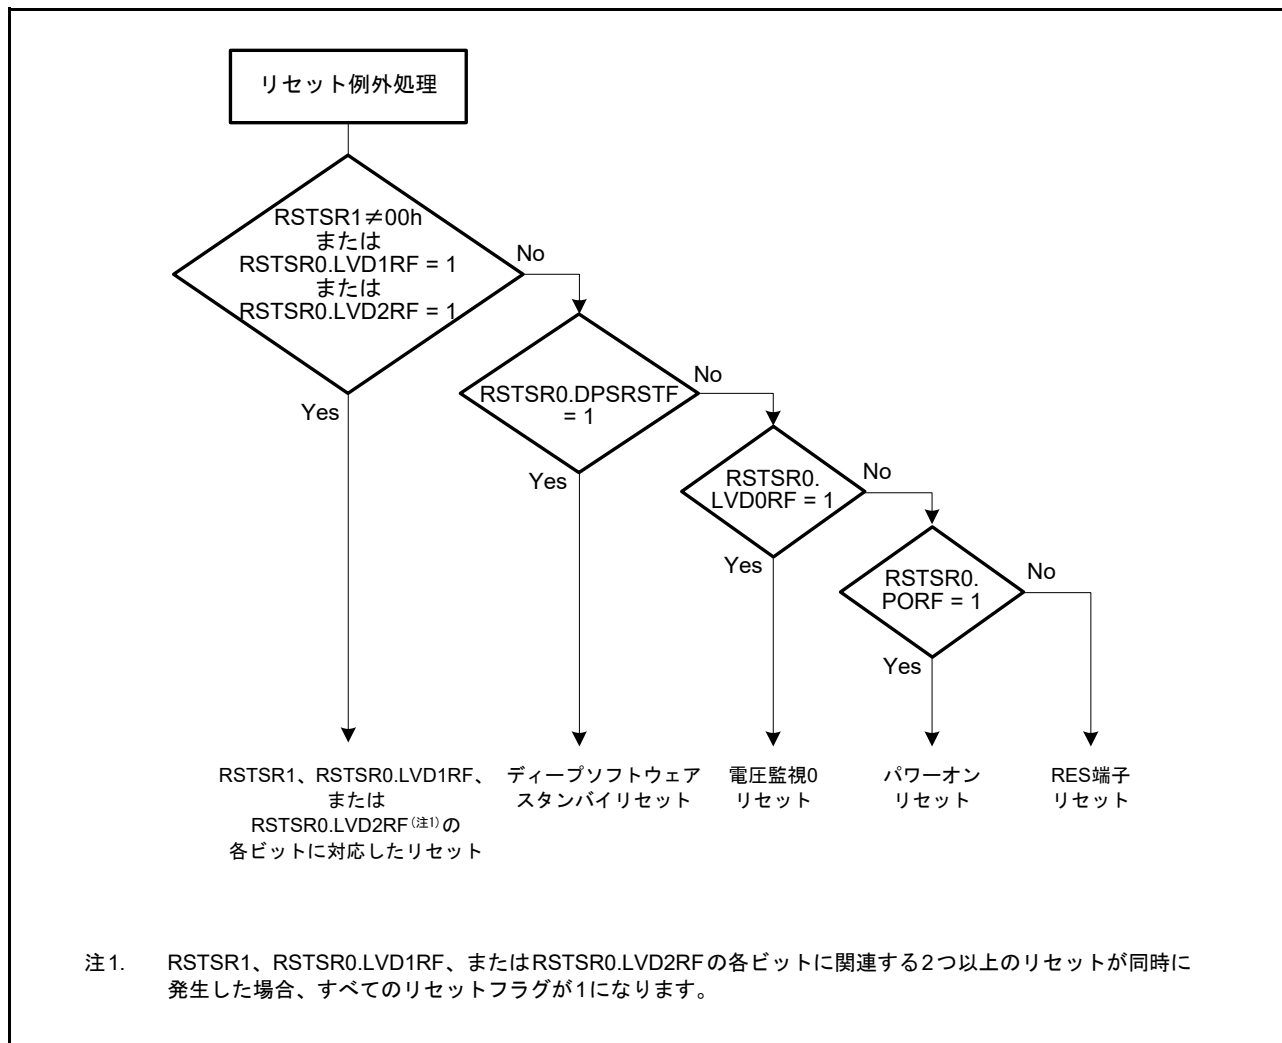 リセット例外処理
RSTSR1≠00h
または
RSTSR0.LVD1RF = 1
または
RSTSR0.LVD2RF = 1
No
Yes
RSTSR0.DPSRSTF
= 1
No
Yes
RSTSR0.
LVD0RF = 1
No
Yes
RSTSR0.
PORF = 1
No
Yes
RSTSR1、RSTSR0.LVD1RF、
または
RSTSR0.LVD2RF(注1)の
各ビットに対応したリセット
ディープソフトウェア
スタンバイリセット
電圧監視0
リセット
パワーオン
リセット
RES端子
リセット
注1. RSTSR1、RSTSR0.LVD1RF、またはRSTSR0.LVD2RFの各ビットに関連する2つ以上のリセットが同時に
発生した場合、すべてのリセットフラグが1になります。